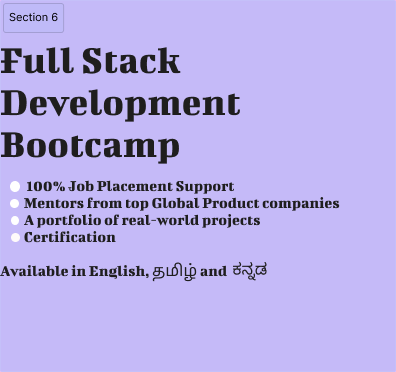 Section 6
Full Stack
Development
Bootcamp
100% Job Placement Support
Mentors from top Global Product companies
A portfolio of real-world projects
Certification
Available in English, தமிழ் and ಕನ್ನಡ